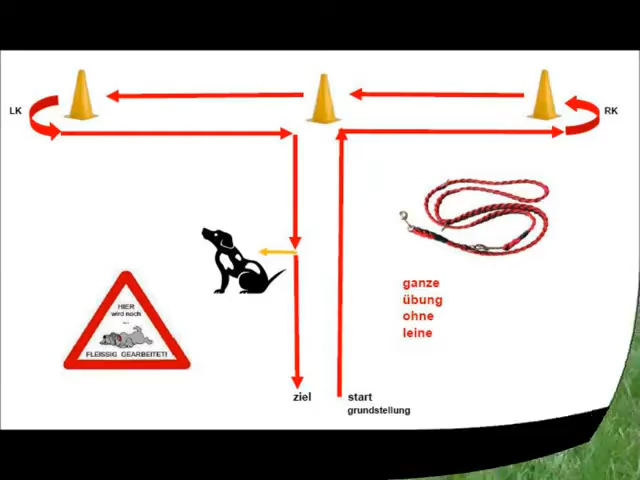 LK
RK
ganze
übung
ohne
leine
HIER
wird noch
...
FLEISSIG GEARBEITET!
ziel
start
grundstellung